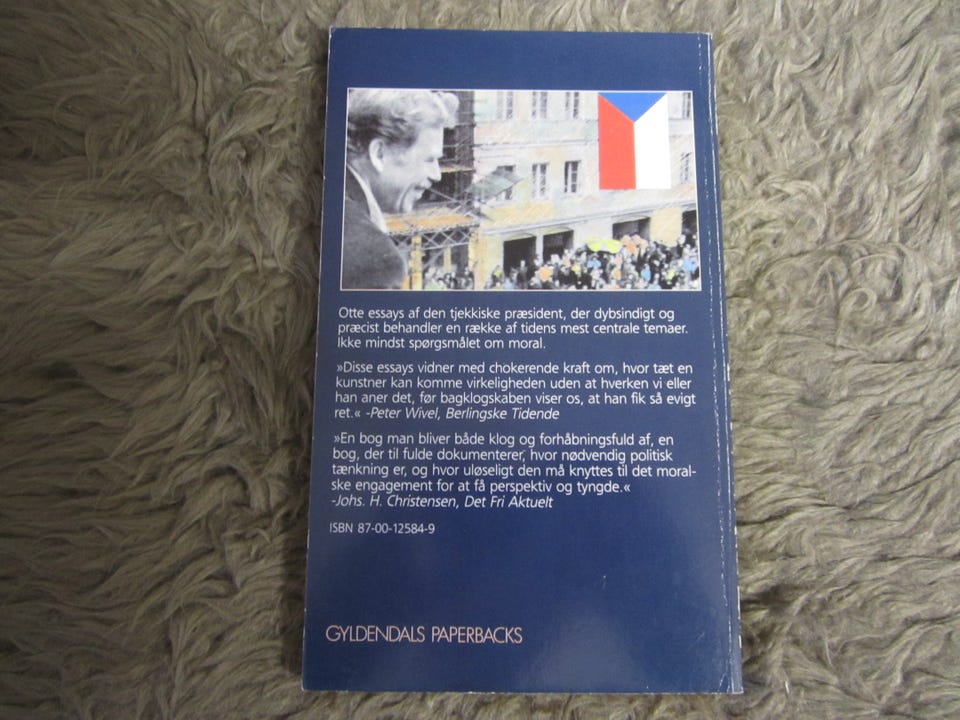 Otte essays af den tjekkiske præsident, der dybsindigt og
præcist behandler en række af tidens mest centrale temaer.
Ikke mindst spørgsmålet om moral.
»Disse essays vidner med chokerende kraft om, hvor tæt en
kunstner kan komme virkeligheden uden at hverken vi eller
han aner det, før bagklogskaben viser os, at han fik så evigt
ret.« -Peter Wivel, Berlingske Tidende
»En bog man bliver både klog og forhåbningsfuld af, en
bog, der til fulde dokumenterer, hvor nødvendig politisk
tænkning er, og hvor uløseligt den må knyttes til det moral-
ske engagement for at få perspektiv og tyngde.«
-Johs. H. Christensen, Det Fri Aktuelt
ISBN 87-00-12584-9
GYLDENDALS PAPERBACKS